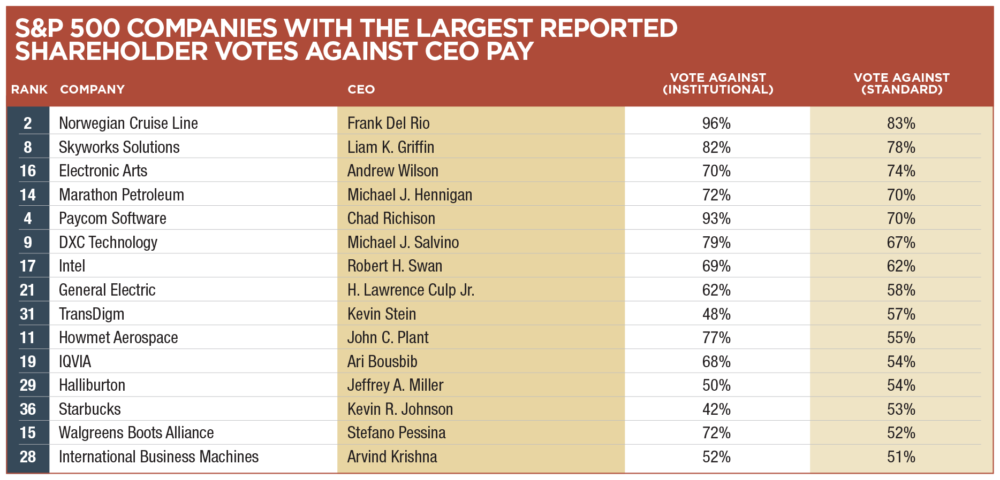 S&P 500 COMPANIES WITH THE LARGEST REPORTED
SHAREHOLDER VOTES AGAINST CEO PAY
RANK COMPANY CEO VOTE AGAINST (INSTITUTIONAL) VOTE AGAINST (STANDARD)
2 Norwegian Cruise Line Frank Del Rio 96% 83%
8 Skyworks Solutions Liam K. Griffin 82% 78%
16 Electronic Arts Andrew Wilson 70% 74%
14 Marathon Petroleum Michael J. Hennigan 72% 70%
4 Paycom Software Chad Richison 93% 70%
9 DXC Technology Michael J. Salvino 79% 67%
17 Intel Robert H. Swan 69% 62%
21 General Electric H. Lawrence Culp Jr. 62% 58%
31 TransDigm Kevin Stein 48% 57%
11 Howmet Aerospace John C. Plant 77% 55%
19 IQVIA Ari Bousbib 68% 54%
29 Halliburton Jeffrey A. Miller 50% 54%
36 Starbucks Kevin R. Johnson 42% 53%
15 Walgreens Boots Alliance Stefano Pessina 72% 52%
28 International Business Machines Arvind Krishna 52% 51%